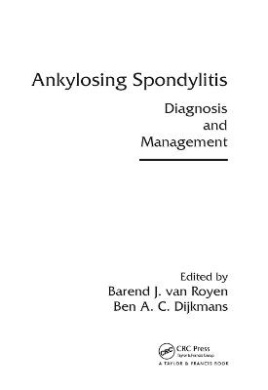 Ankylosing Spondylitis
Diagnosis
and
Management
Edited by
Barend J. van Royen
Ben A. C. Dijkmans
CRC Press
Taylor & Francis Group
A TAYLOR & FRANCIS BOOK